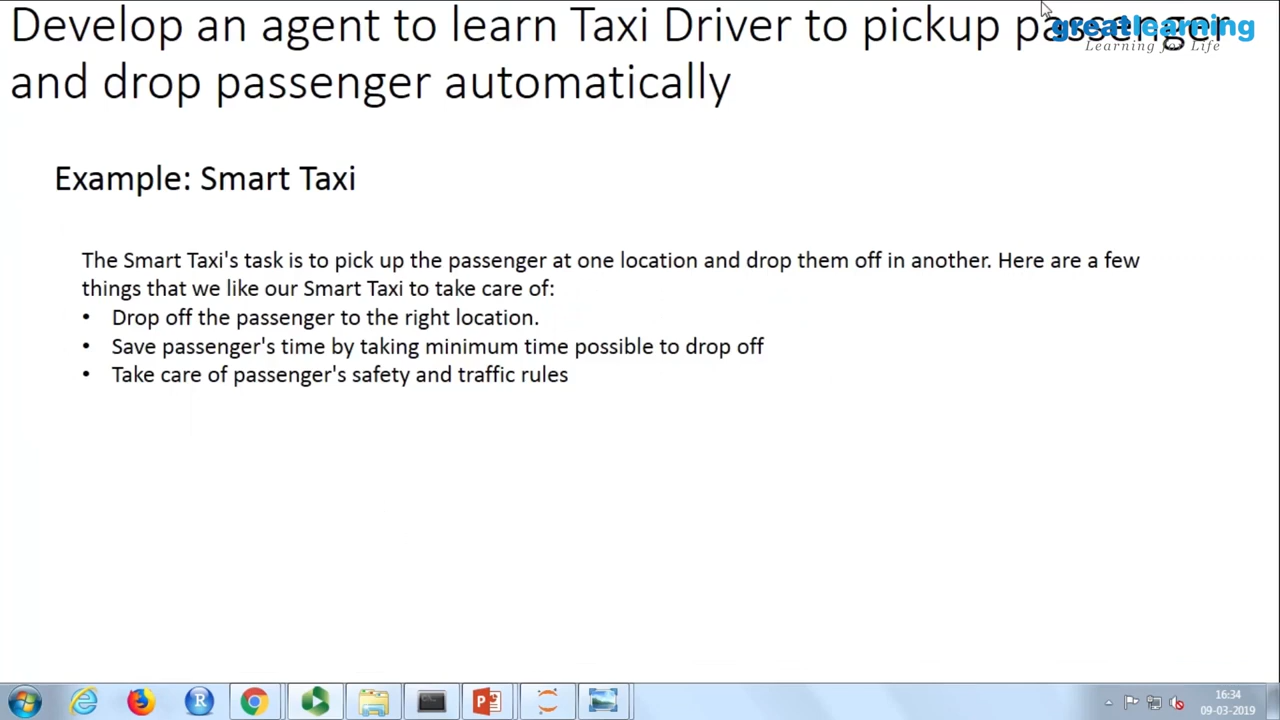 Develop an agent to learn Taxi Driver to pickup passenger
greatlearning
Learning for Life
and drop passenger automatically
Example: Smart Taxi
The Smart Taxi's task is to pick up the passenger at one location and drop them off in another. Here are a few
things that we like our Smart Taxi to take care of:
• Drop off the passenger to the right location.
• Save passenger's time by taking minimum time possible to drop off
• Take care of passenger's safety and traffic rules
16:34
09-03-2019